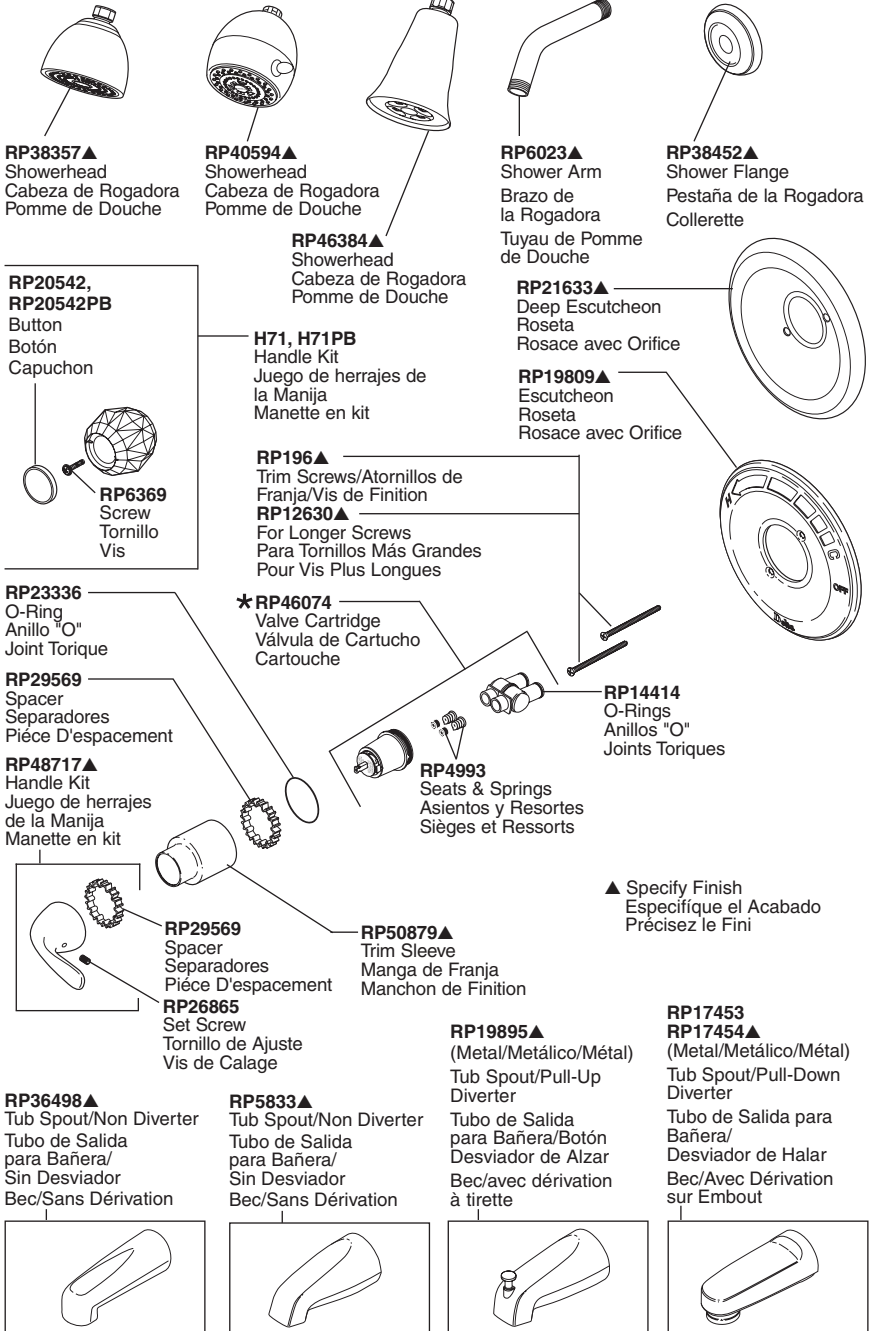 RP38357▲
Showerhead
Cabeza de Rogadora
Pomme de Douche
RP40594▲
Showerhead
Cabeza de Rogadora
Pomme de Douche
RP46384▲
Showerhead
Cabeza de Rogadora
Pomme de Douche
RP6023▲
Shower Arm
Brazo de
la Rogadora
Tuyau de Pomme
de Douche
RP38452▲
Shower Flange
Pestaña de la Rogadora
Collerette
RP20542,
RP20542PB
Button
Botón
Capuchon
RP6369
Screw
Tornillo
Vis
H71, H71PB
Handle Kit
Juego de herrajes de
la Manija
Manette en kit
RP21633▲
Deep Escutcheon
Roseta
Rosace avec Orifice
RP19809▲
Escutcheon
Roseta
Rosace avec Orifice
H
C
OFF
Delta
RP196▲
Trim Screws/Atornillos de
Franja/Vis de Finition
RP12630▲
For Longer Screws
Para Tornillos Más Grandes
Pour Vis Plus Longues
RP23336
O-Ring
Anillo "O"
Joint Torique
*RP46074
Valve Cartridge
Válvula de Cartucho
Cartouche
RP29569
Spacer
Separadores
Piéce D'espacement
RP14414
O-Rings
Anillos "O"
Joints Toriques
RP4993
Seats & Springs
Asientos y Resortes
Sièges et Ressorts
RP48717▲
Handle Kit
Juego de herrajes
de la Manija
Manette en kit
▲ Specify Finish
Especifíque el Acabado
Précisez le Fini
RP29569
Spacer
Separadores
Piéce D'espacement
RP26865
Set Screw
Tornillo de Ajuste
Vis de Calage
RP50879▲
Trim Sleeve
Manga de Franja
Manchon de Finition
RP36498▲
Tub Spout/Non Diverter
Tubo de Salida
para Bañera/
Sin Desviador
Bec/Sans Dérivation
RP5833▲
Tub Spout/Non Diverter
Tubo de Salida
para Bañera/
Sin Desviador
Bec/Sans Dérivation
RP19895▲
(Metal/Metálico/Métal)
Tub Spout/Pull-Up
Diverter
Tubo de Salida
para Bañera/Botón
Desviador de Alzar
Bec/avec dérivation
à tirette
RP17453
RP17454▲
(Metal/Metálico/Métal)
Tub Spout/Pull-Down
Diverter
Tubo de Salida para
Bañera/
Desviador de Halar
Bec/Avec Dérivation
sur Embout